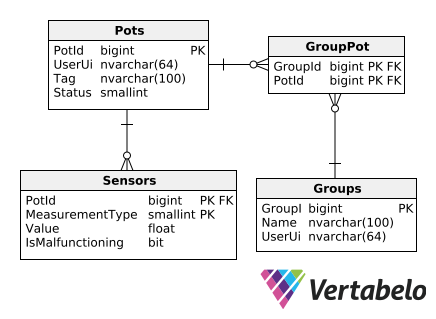 Pots
PotId bigint PK
UserUi nvarchar(64)
Tag nvarchar(100)
Status smallint
GroupPot
GroupId bigint PK FK
PotId bigint PK FK
Sensors
PotId bigint PK FK
MeasurementType smallint PK
Value float
IsMalfunctioning bit
Groups
GroupI bigint PK
Name nvarchar(100)
UserUi nvarchar(64)
Vertabelo